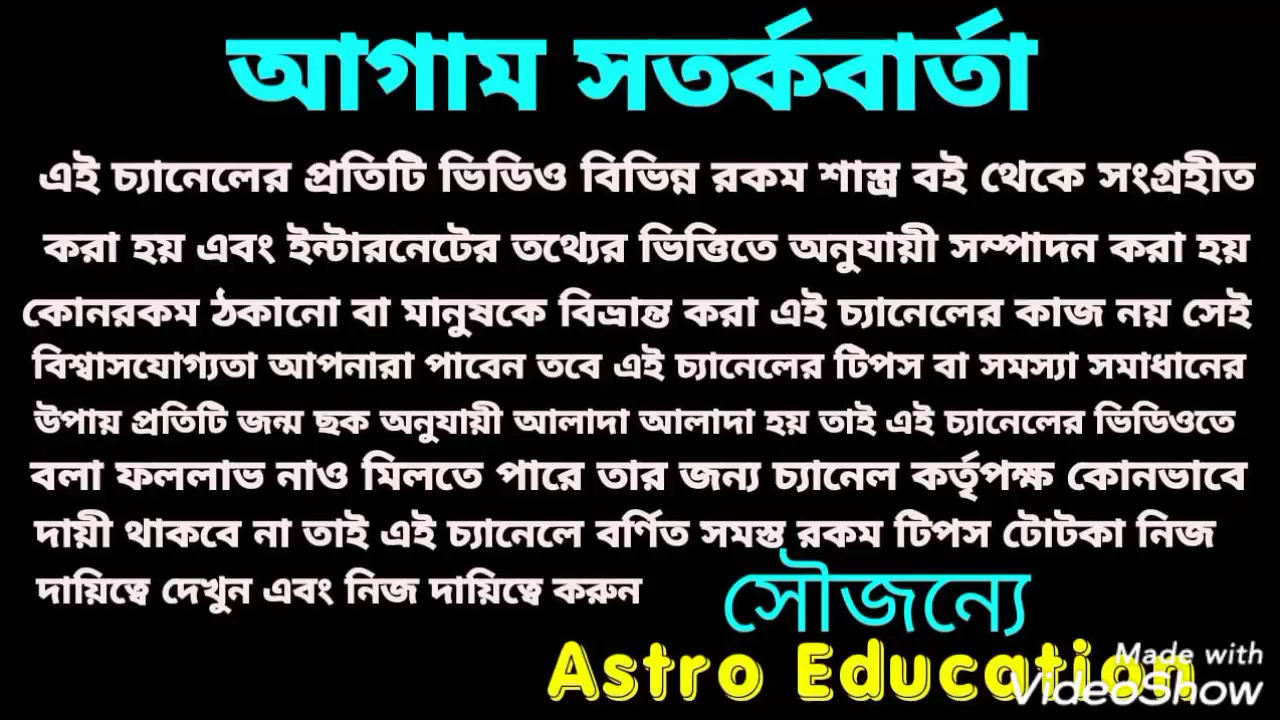 আগাম সতর্কবার্তা
এই চ্যানেলের প্রতিটি ভিডিও বিভিন্ন রকম শাস্ত্র বই থেকে সংগ্রহীত
করা হয় এবং ইন্টারনেটের তথ্যের ভিত্তিতে অনুযায়ী সম্পাদন করা হয়
কোনরকম ঠকানো বা মানুষকে বিভ্রান্ত করা এই চ্যানেলের কাজ নয় সেই
বিশ্বাসযোগ্যতা আপনারা পাবেন তবে এই চ্যানেলের টিপস বা সমস্যা সমাধানের
উপায় প্রতিটি জন্ম ছক অনুযায়ী আলাদা আলাদা হয় তাই এই চ্যানেলের ভিডিওতে
বলা ফললাভ নাও মিলতে পারে তার জন্য চ্যানেল কর্তৃপক্ষ কোনভাবে
দায়ী থাকবে না তাই এই চ্যানেলে বর্ণিত সমস্ত রকম টিপস টোটকা নিজ
দায়িত্বে দেখুন এবং নিজ দায়িত্বে করুন
সৌজন্যে
Astro Education
Made with
VideoShow